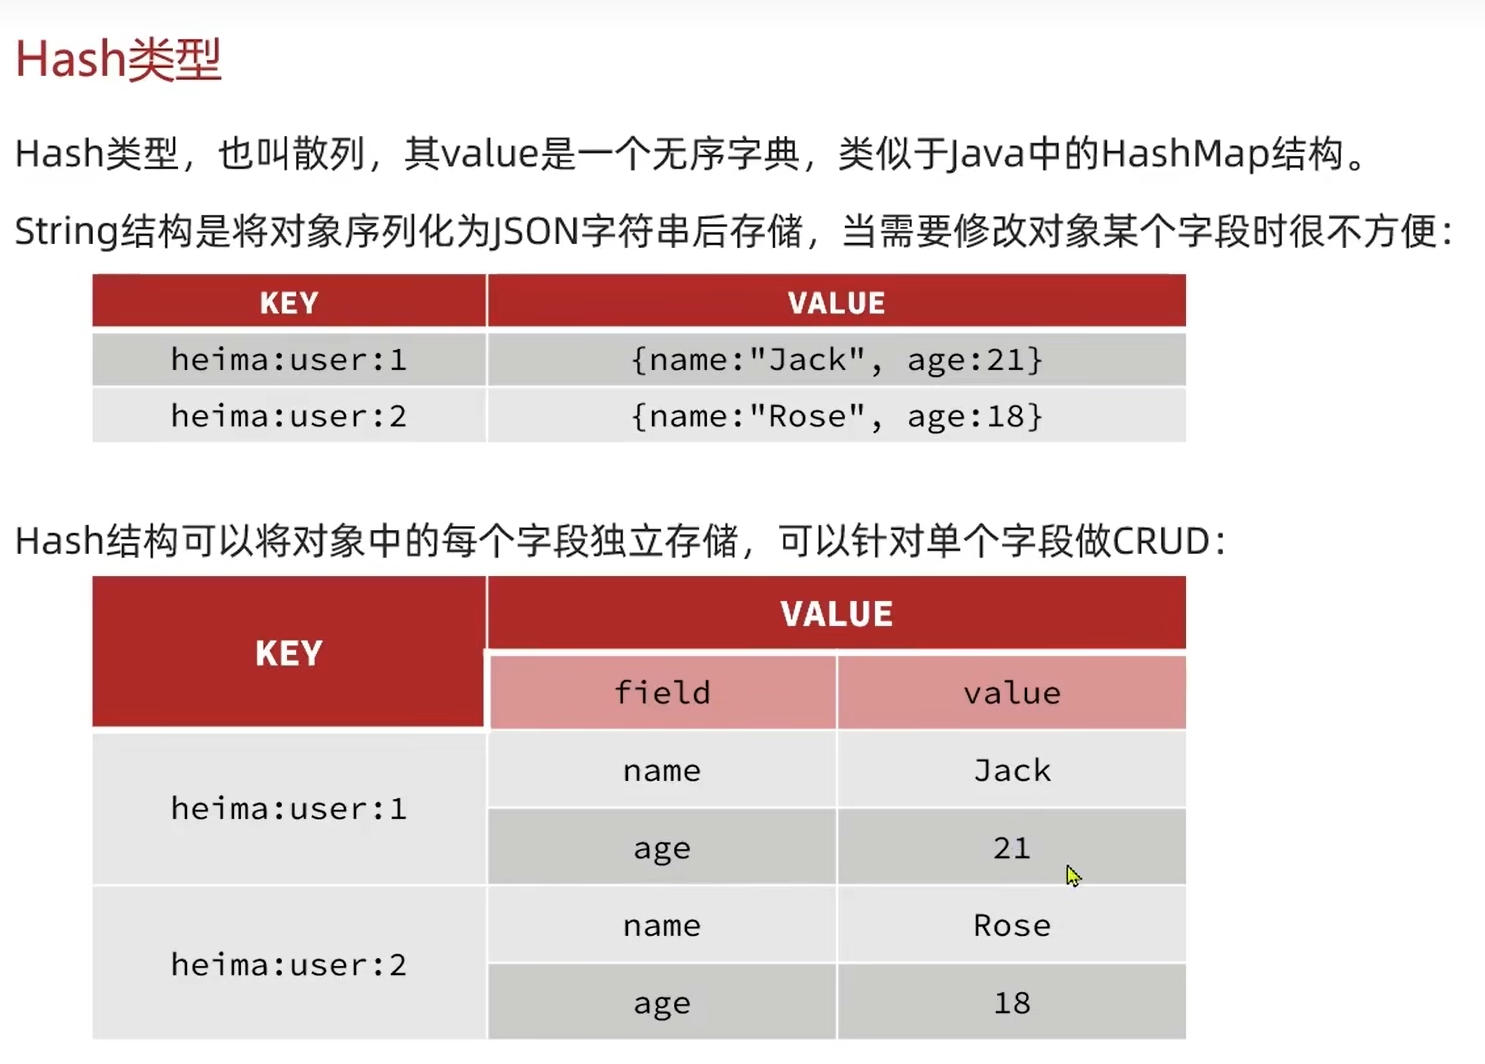 Hash类型
Hash类型，也叫散列，其value是一个无序字典，类似于Java中的HashMap结构。
String结构是将对象序列化为JSON字符串后存储，当需要修改对象某个字段时很不方便：
KEY VALUE
heima:user:1 {name:"Jack", age:21}
heima:user:2 {name:"Rose", age:18}
Hash结构可以将对象中的每个字段独立存储，可以针对单个字段做CRUD：
KEY VALUE
field value
heima:user:1 name Jack
age 21
heima:user:2 name Rose
age 18